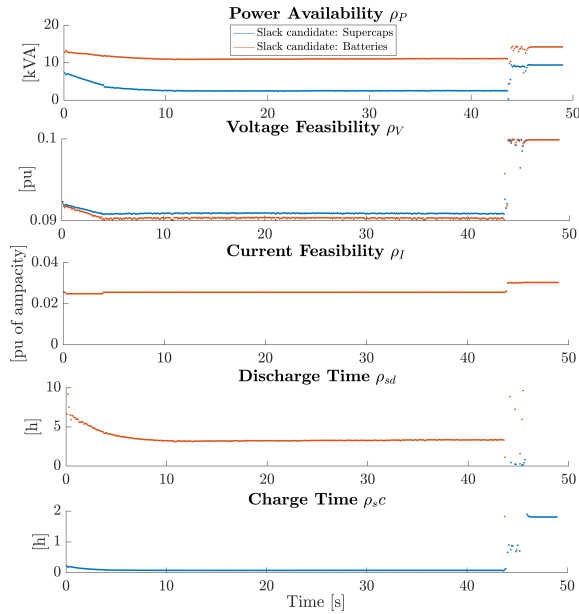 Power Availability ρP
20
10
0
[kVA]
Slack candidate: Supercaps
Slack candidate: Batteries
0 10 20 30 40 50
Voltage Feasibility ρV
0.1
0.09
[pu]
0 10 20 30 40 50
Current Feasibility ρI
0.04
0.02
0
[pu of ampacity]
0 10 20 30 40 50
Discharge Time ρsd
10
5
0
[h]
0 10 20 30 40 50
Charge Time ρsc
2
1
0
[h]
0 10 20 30 40 50
Time [s]